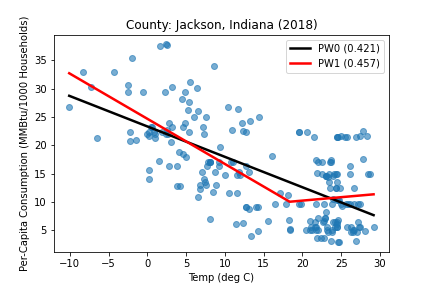 County: Jackson, Indiana (2018)
PW0 (0.421)
PW1 (0.457)
Per-Capita Consumption (MMBtu/1000 Households)
35
30
25
20
15
10
5
−10 −5 0 5 10 15 20 25 30
Temp (deg C)